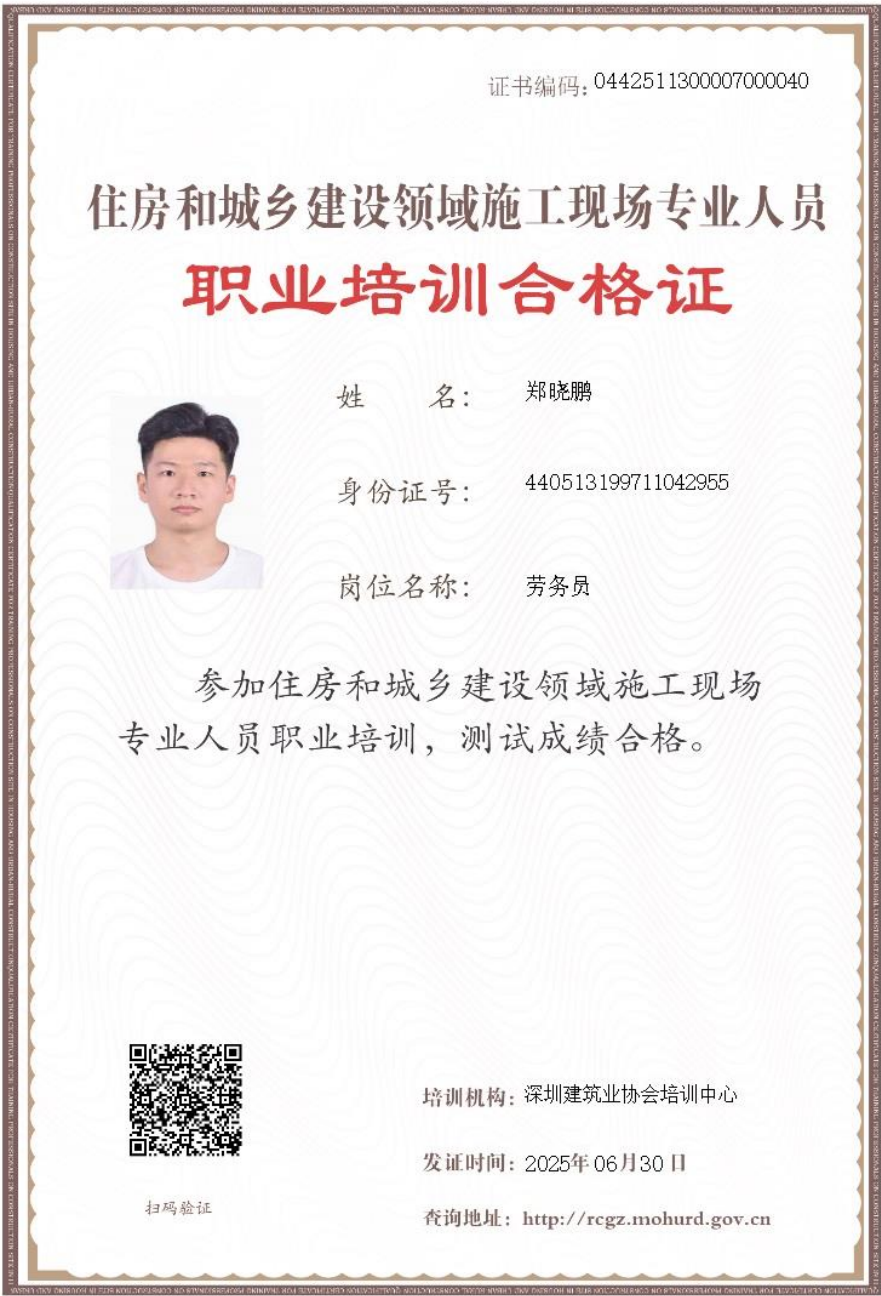 证书编码：0442511300007000040
住房和城乡建设领域施工现场专业人员
职业培训合格证
姓　　名： 郑晓鹏
身份证号： 440513199711042955
岗位名称： 劳务员
参加住房和城乡建设领域施工现场
专业人员职业培训，测试成绩合格。
培训机构：深圳建筑业协会培训中心
发证时间：2025年 06月30 日
扫码验证
查询地址：http://rcgz.mohurd.gov.cn